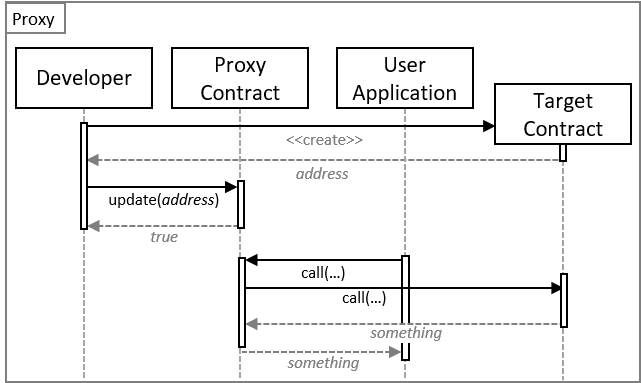 Proxy
Developer
Proxy
Contract
User
Application
Target
Contract
<<create>>
address
update(address)
true
call(...)
call(...)
something
something